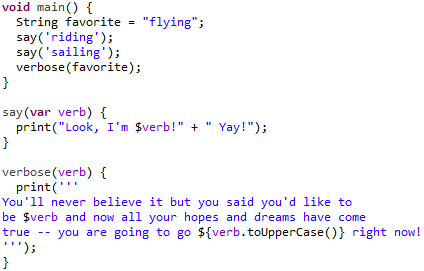 void main() {
  String favorite = "flying";
  say('riding');
  say('sailing');
  verbose(favorite);
}

say(var verb) {
  print("Look, I'm $verb!" + " Yay!");
}

verbose(verb) {
  print('''
You'll never believe it but you said you'd like to
be $verb and now all your hopes and dreams have come
true -- you are going to go ${verb.toUpperCase()} right now!
''');
}